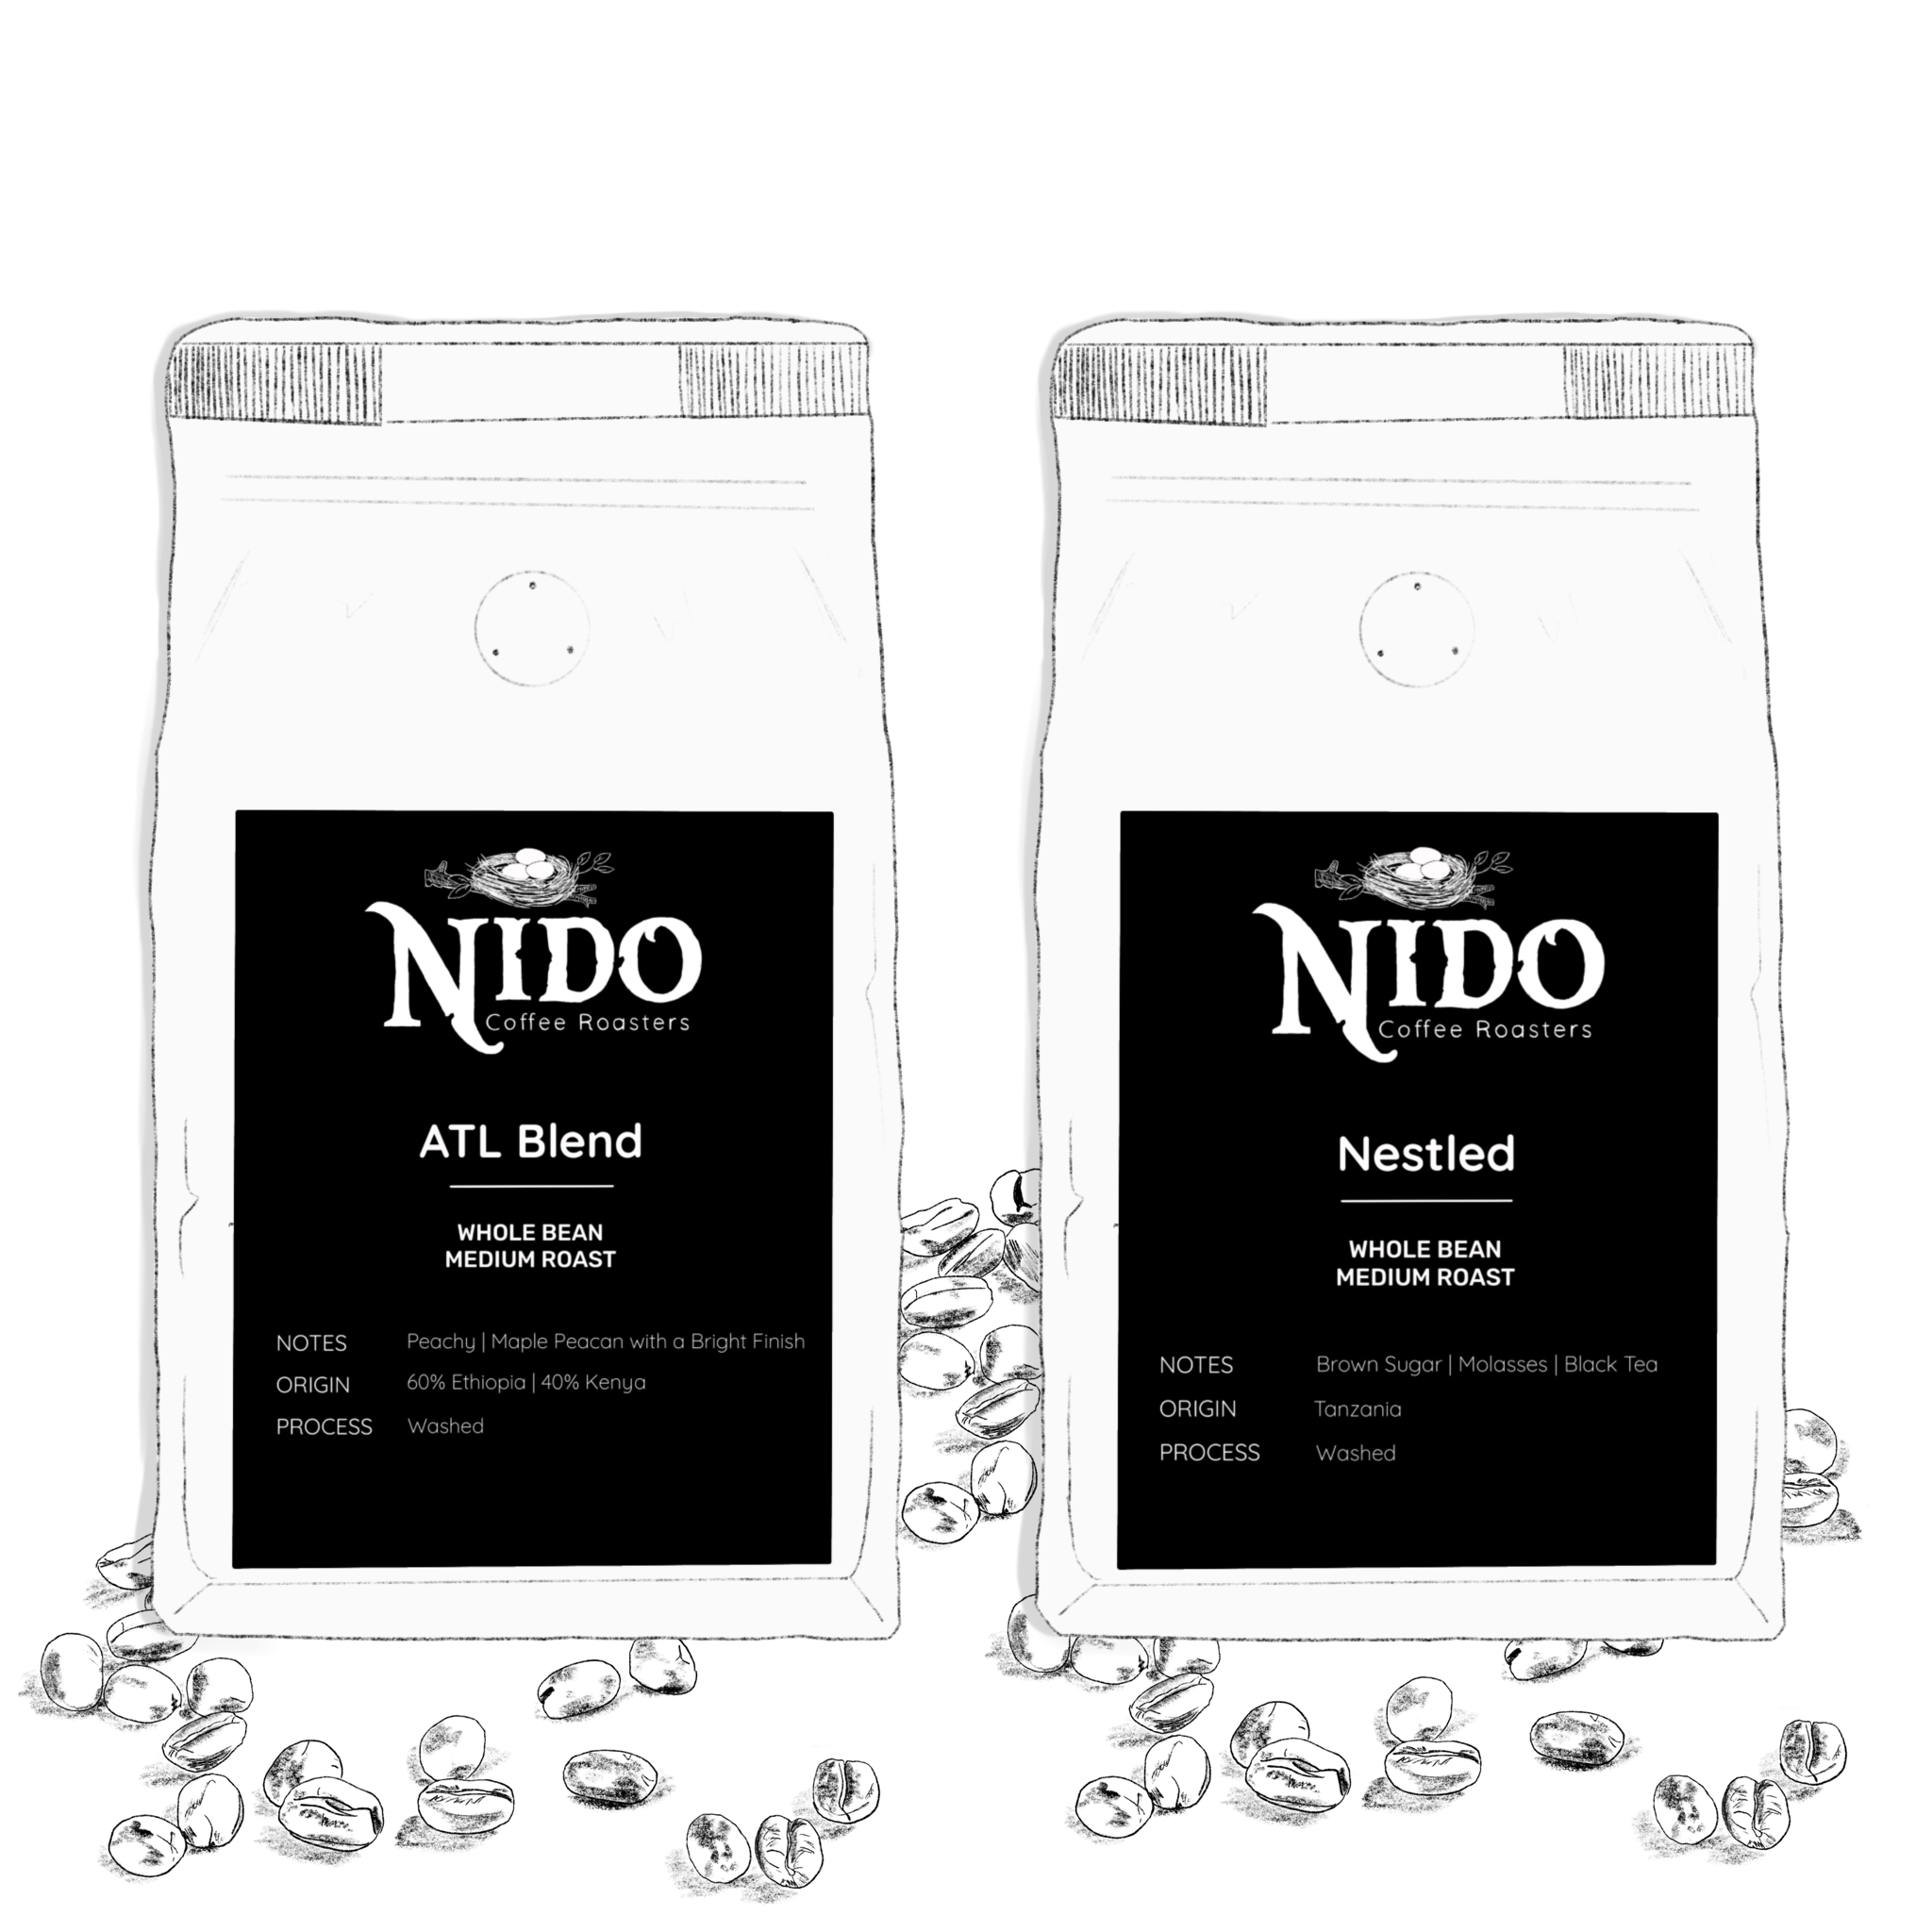 NIDO
Coffee Roasters
ATL Blend
WHOLE BEAN
MEDIUM ROAST
NOTES Peachy | Maple Peacan with a Bright Finish
ORIGIN 60% Ethiopia | 40% Kenya
PROCESS Washed
NIDO
Coffee Roasters
Nestled
WHOLE BEAN
MEDIUM ROAST
NOTES Brown Sugar | Molasses | Black Tea
ORIGIN Tanzania
PROCESS Washed